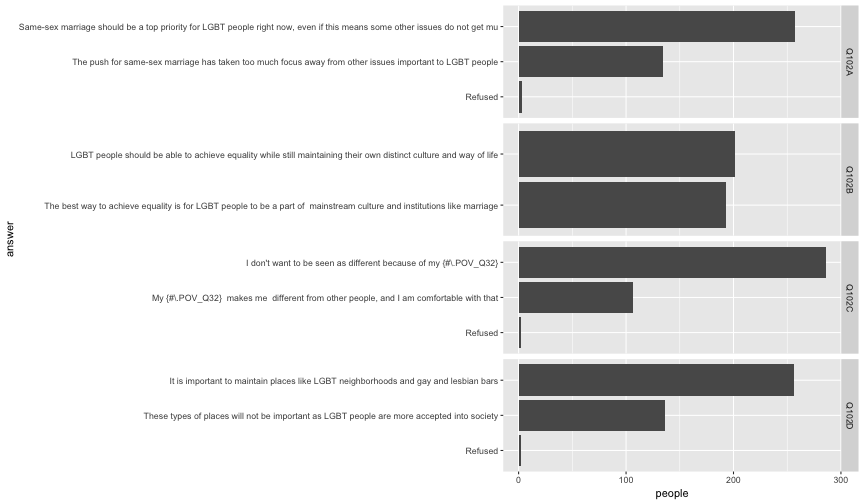 Same-sex marriage should be a top priority for LGBT people right now, even if this means some other issues do not get mu
The push for same-sex marriage has taken too much focus away from other issues important to LGBT people
Refused
Q102A
LGBT people should be able to achieve equality while still maintaining their own distinct culture and way of life
The best way to achieve equality is for LGBT people to be a part of  mainstream culture and institutions like marriage
Q102B
I don't want to be seen as different because of my {#\.POV_Q32}
My {#\.POV_Q32}  makes me  different from other people, and I am comfortable with that
Refused
Q102C
It is important to maintain places like LGBT neighborhoods and gay and lesbian bars
These types of places will not be important as LGBT people are more accepted into society
Refused
Q102D
answer
0 100 200 300
people